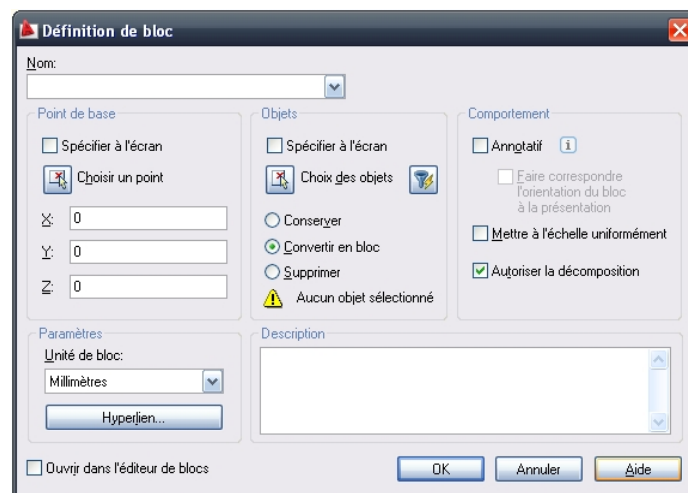 Définition de bloc
Nom:
Point de base
Spécifier à l'écran
Choisir un point
X: 0
Y: 0
Z: 0
Objets
Spécifier à l'écran
Choix des objets
Conserver
Convertir en bloc
Supprimer
Aucun objet sélectionné
Comportement
Annotatif
Faire correspondre
l'orientation du bloc
à la présentation
Mettre à l'échelle uniformément
Autoriser la décomposition
Paramètres
Unité de bloc:
Millimètres
Hyperlien...
Description
Ouvrir dans l'éditeur de blocs
OK
Annuler
Aide